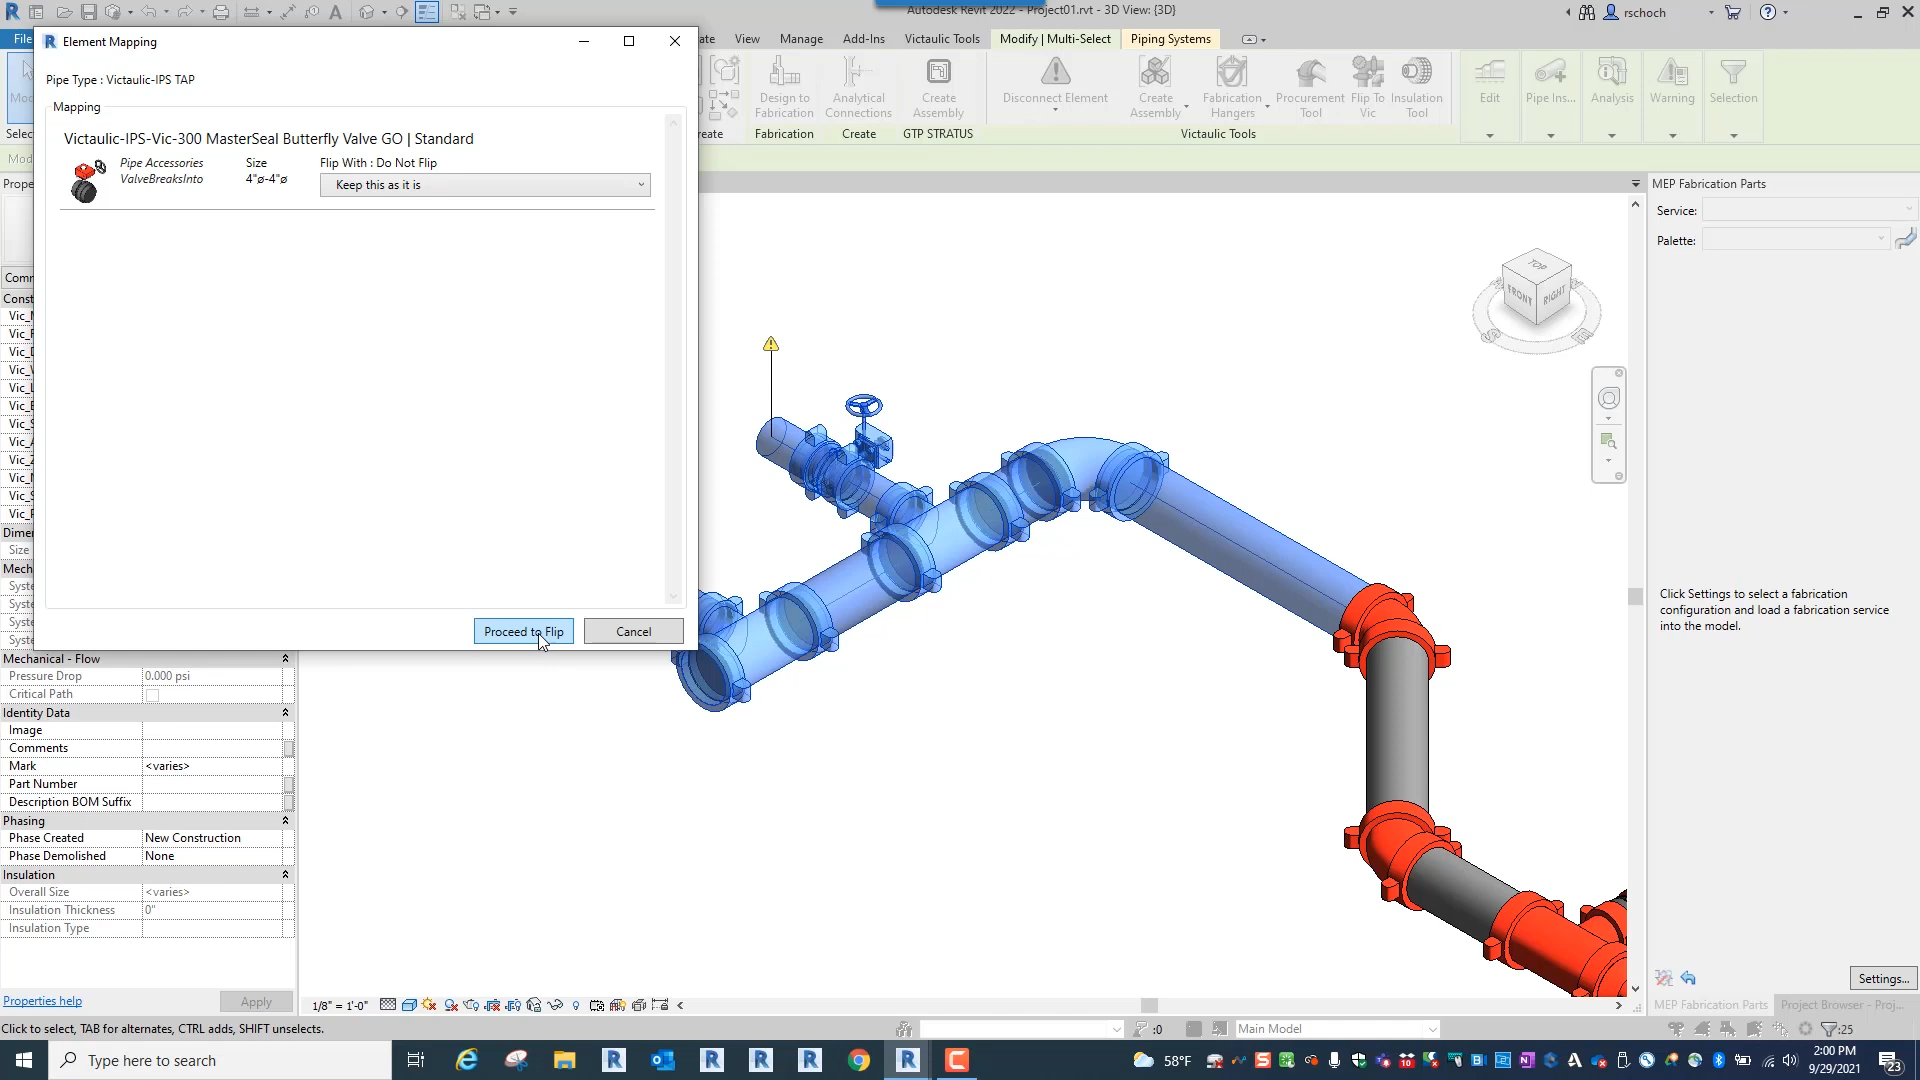 Autodesk Revit 2022 - Project01.rvt - 3D View: {3D}
rschoch
File
Element Mapping
View
Manage
Add-Ins
Victaulic Tools
Modify | Multi-Select
Piping Systems
Pipe Type : Victaulic-IPS TAP
Mapping
Victaulic-IPS-Vic-300 MasterSeal Butterfly Valve GO | Standard
Pipe Accessories
ValveBreaksInto
Size
4"ø-4"ø
Flip With : Do Not Flip
Keep this as it is
Proceed to Flip
Cancel
Design to
Fabrication
Analytical
Connections
Create
Assembly
Disconnect Element
Create
Assembly
Fabrication
Hangers
Procurement
Tool
Flip To
Vic
Insulation
Tool
Edit
Pipe Ins...
Analysis
Warning
Selection
Fabrication
Create
GTP STRATUS
Victaulic Tools
MEP Fabrication Parts
Service:
Palette:
TOP
FRONT
RIGHT
S
E
Click Settings to select a fabrication
configuration and load a fabrication service
into the model.
Settings...
MEP Fabrication Parts
Project Browser - Proj...
Mechanical - Flow
Pressure Drop
0.000 psi
Critical Path
Identity Data
Image
Comments
Mark
<varies>
Part Number
Description BOM Suffix
Phasing
Phase Created
New Construction
Phase Demolished
None
Insulation
Overall Size
<varies>
Insulation Thickness
0"
Insulation Type
Properties help
Apply
1/8" = 1'-0"
Click to select, TAB for alternates, CTRL adds, SHIFT unselects.
:0
Main Model
:25
Type here to search
58°F
2:00 PM
9/29/2021
23